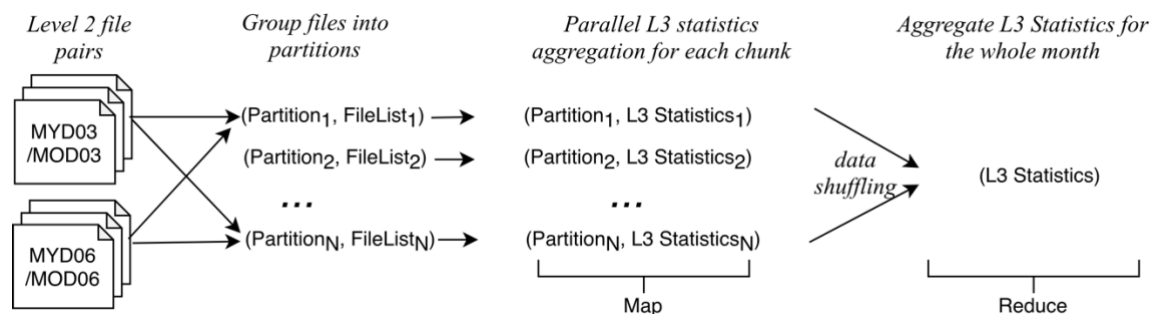 Level 2 file
pairs
Group files into
partitions
Parallel L3 statistics
aggregation for each chunk
Aggregate L3 Statistics for
the whole month
MYD03
/MOD03
MYD06
/MOD06
(Partition1, FileList1)
(Partition2, FileList2)
...
(PartitionN, FileListN)
(Partition1, L3 Statistics1)
(Partition2, L3 Statistics2)
...
(PartitionN, L3 StatisticsN)
Map
data
shuffling
(L3 Statistics)
Reduce